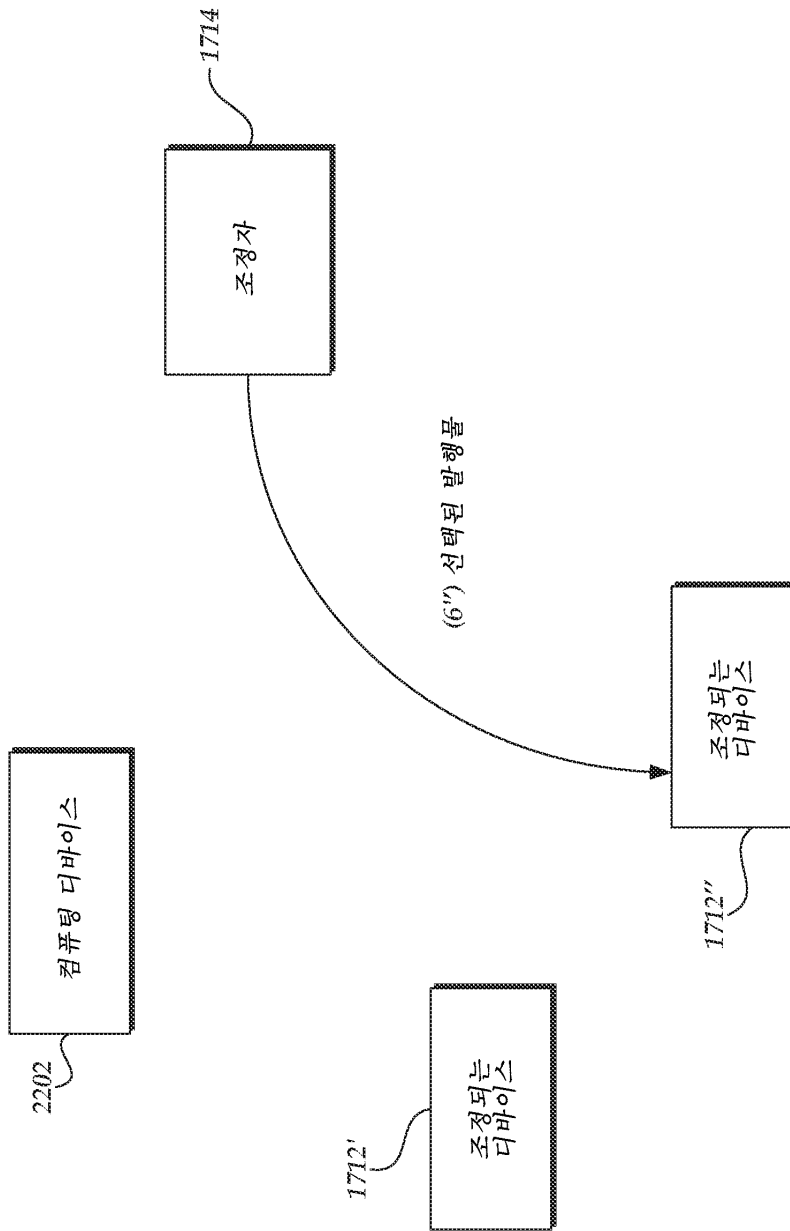 컴퓨팅 디바이스
2202
조정되는
디바이스
1712'
(6'') 선택된 발행물
조정자
1714
조정되는
디바이스
1712''